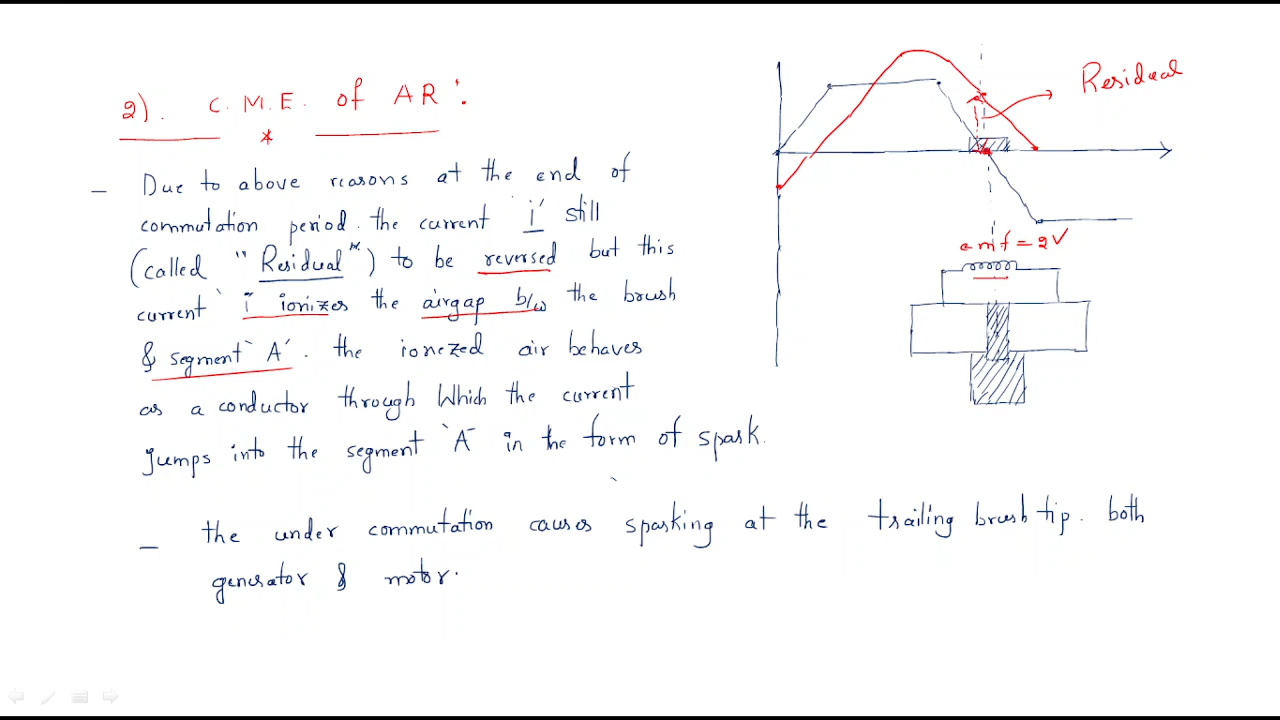 2). C.M.E. of AR :
*
- Due to above reasons at the end of
commutation period. the current 'i' still
(called "Residual") to be reversed but this
current i ionizes the airgap b/w the brush
& segment 'A'. the ionezed air behaves
as a conductor through Which the current
jumps into the segment 'A' in the form of spark.
- the under commutation causes sparking at the trailing brush tip. both
generator & motor.
Residual
emf = 2V